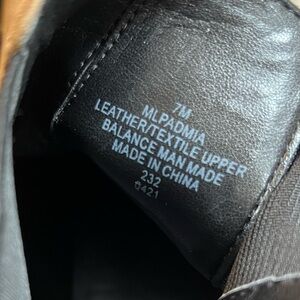 7M
MLPADMIA
LEATHER/TEXTILE UPPER
BALANCE MAN MADE
MADE IN CHINA
232
0421